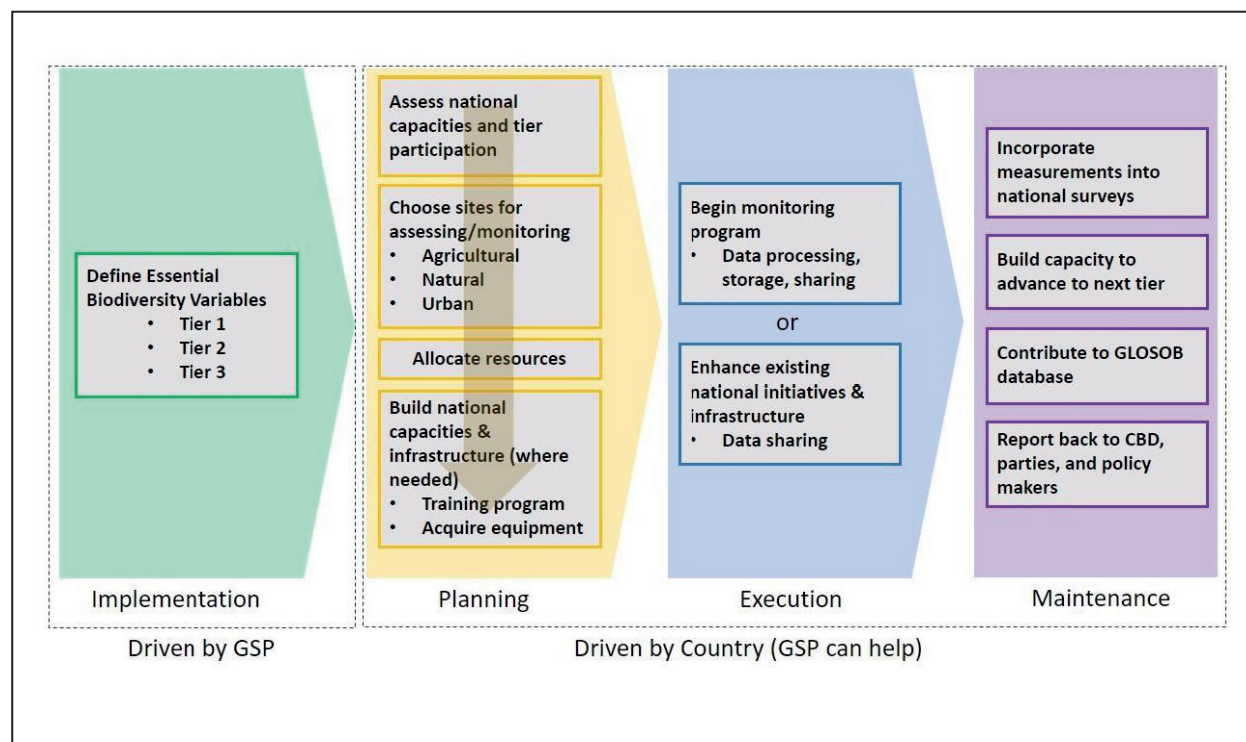 Define Essential
Biodiversity Variables
• Tier 1
• Tier 2
• Tier 3
Implementation
Driven by GSP
Assess national
capacities and tier
participation
Choose sites for
assessing/monitoring
• Agricultural
• Natural
• Urban
Allocate resources
Build national
capacities &
infrastructure (where
needed)
• Training program
• Acquire equipment
Planning
Begin monitoring
program
• Data processing,
storage, sharing
or
Enhance existing
national initiatives &
infrastructure
• Data sharing
Execution
Incorporate
measurements into
national surveys
Build capacity to
advance to next tier
Contribute to GLOSOB
database
Report back to CBD,
parties, and policy
makers
Maintenance
Driven by Country (GSP can help)